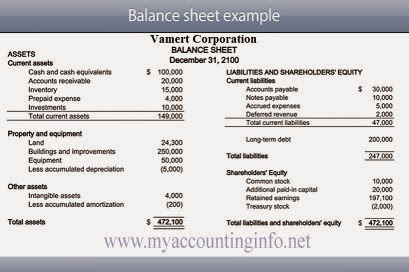 Balance sheet example
Vamert Corporation
BALANCE SHEET
December 31, 2100
ASSETS
Current assets
Cash and cash equivalents $ 100,000
Accounts receivable 20,000
Inventory 15,000
Prepaid expense 4,000
Investments 10,000
Total current assets 149,000
Property and equipment
Land 24,300
Buildings and improvements 250,000
Equipment 50,000
Less accumulated depreciation (5,000)
Other assets
Intangible assets 4,000
Less accumulated amortization (200)
Total assets $ 472,100
LIABILITIES AND SHAREHOLDERS' EQUITY
Current liabilities
Accounts payable $ 30,000
Notes payable 10,000
Accrued expenses 5,000
Deferred revenue 2,000
Total current liabilities 47,000
Long-term debt 200,000
Total liabilities 247,000
Shareholders' Equity
Common stock 10,000
Additional paid-in capital 20,000
Retained earnings 197,100
Treasury stock (2,000)
Total liabilities and shareholders' equity $ 472,100
www.myaccountinginfo.net